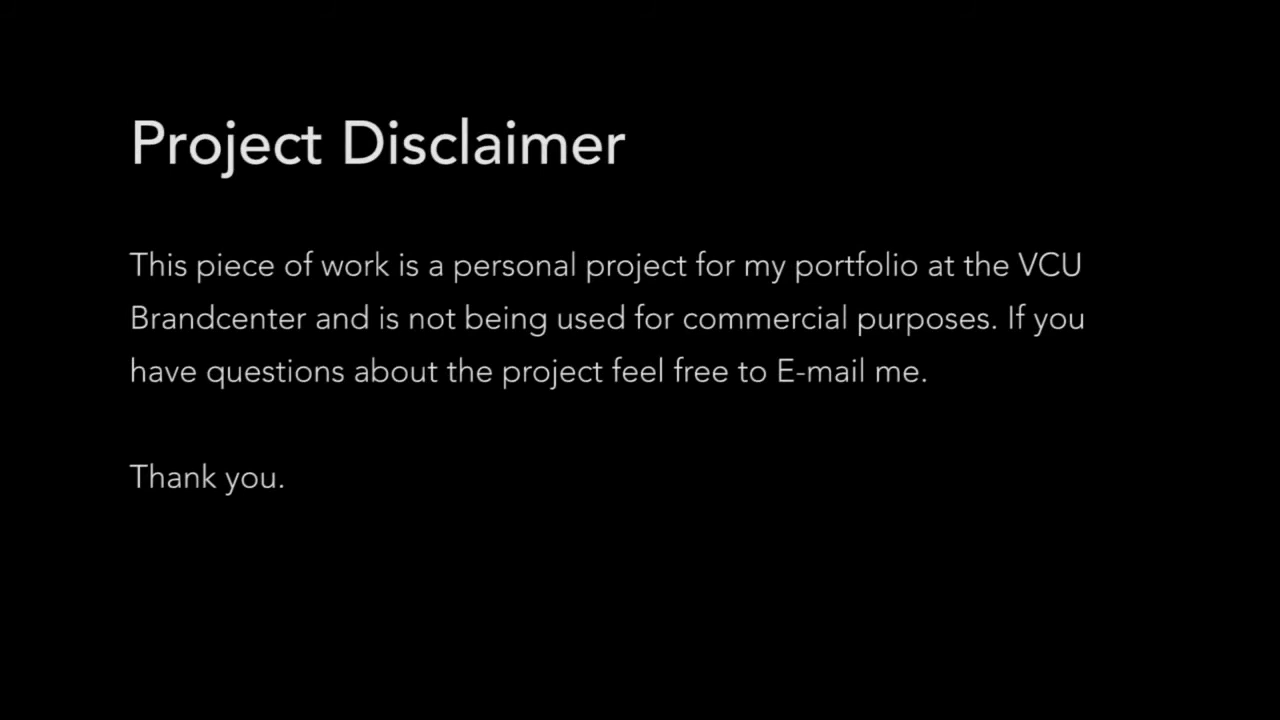 Project Disclaimer
This piece of work is a personal project for my portfolio at the VCU
Brandcenter and is not being used for commercial purposes. If you
have questions about the project feel free to E-mail me.
Thank you.